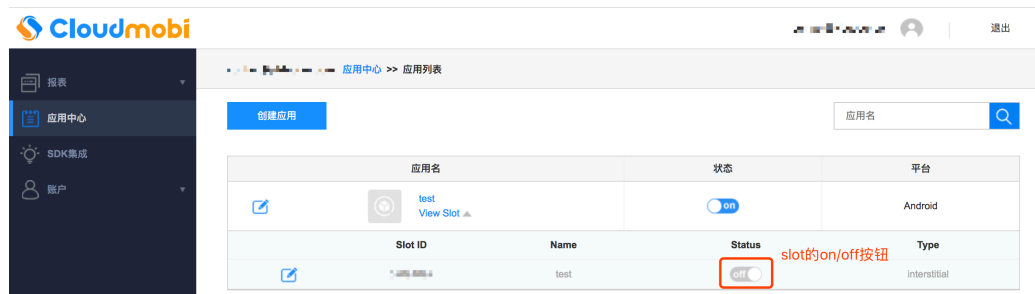 Cloudmobi
退出
报表
应用中心 >> 应用列表
应用中心
创建应用
应用名
SDK集成
账户
应用名 状态 平台
test
on
Android
View Slot
Slot ID Name Status Type
slot的on/off按钮
test off interstitial